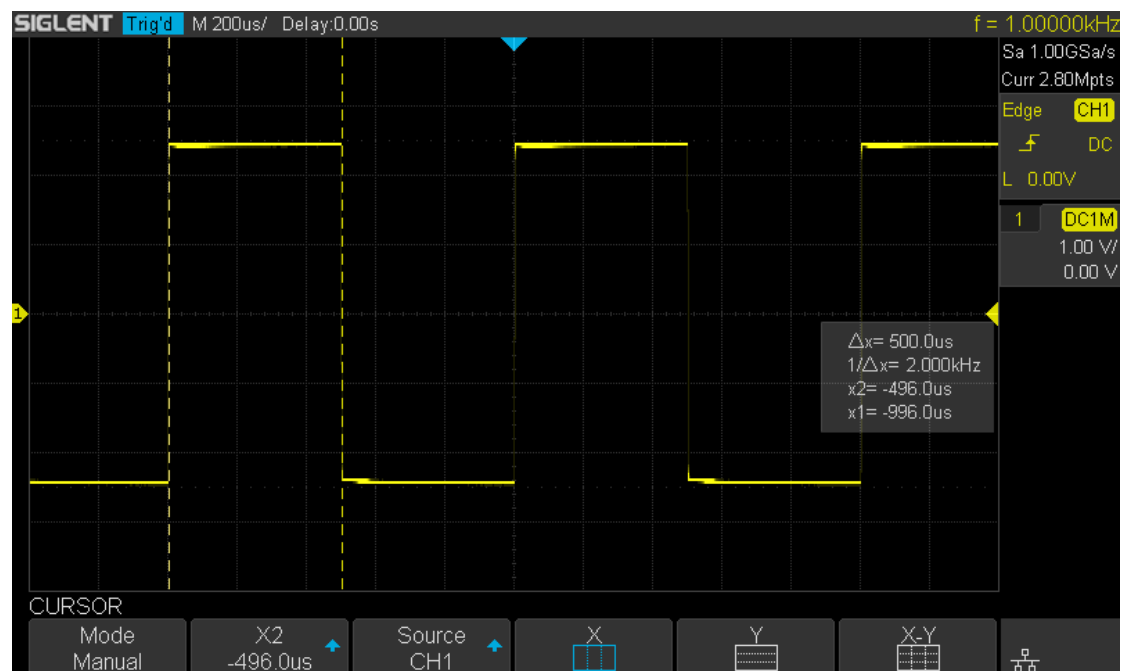 SIGLENT Trig'd M 200us/ Delay:0.00s f = 1.00000kHz
Sa 1.00GSa/s
Curr 2.80Mpts
Edge CH1
DC
L 0.00V
1 DC1M
1.00 V/
0.00 V
1
△x= 500.0us
1/△x= 2.000kHz
x2= -496.0us
x1= -996.0us
CURSOR
Mode X2 Source X Y X-Y
Manual -496.0us CH1